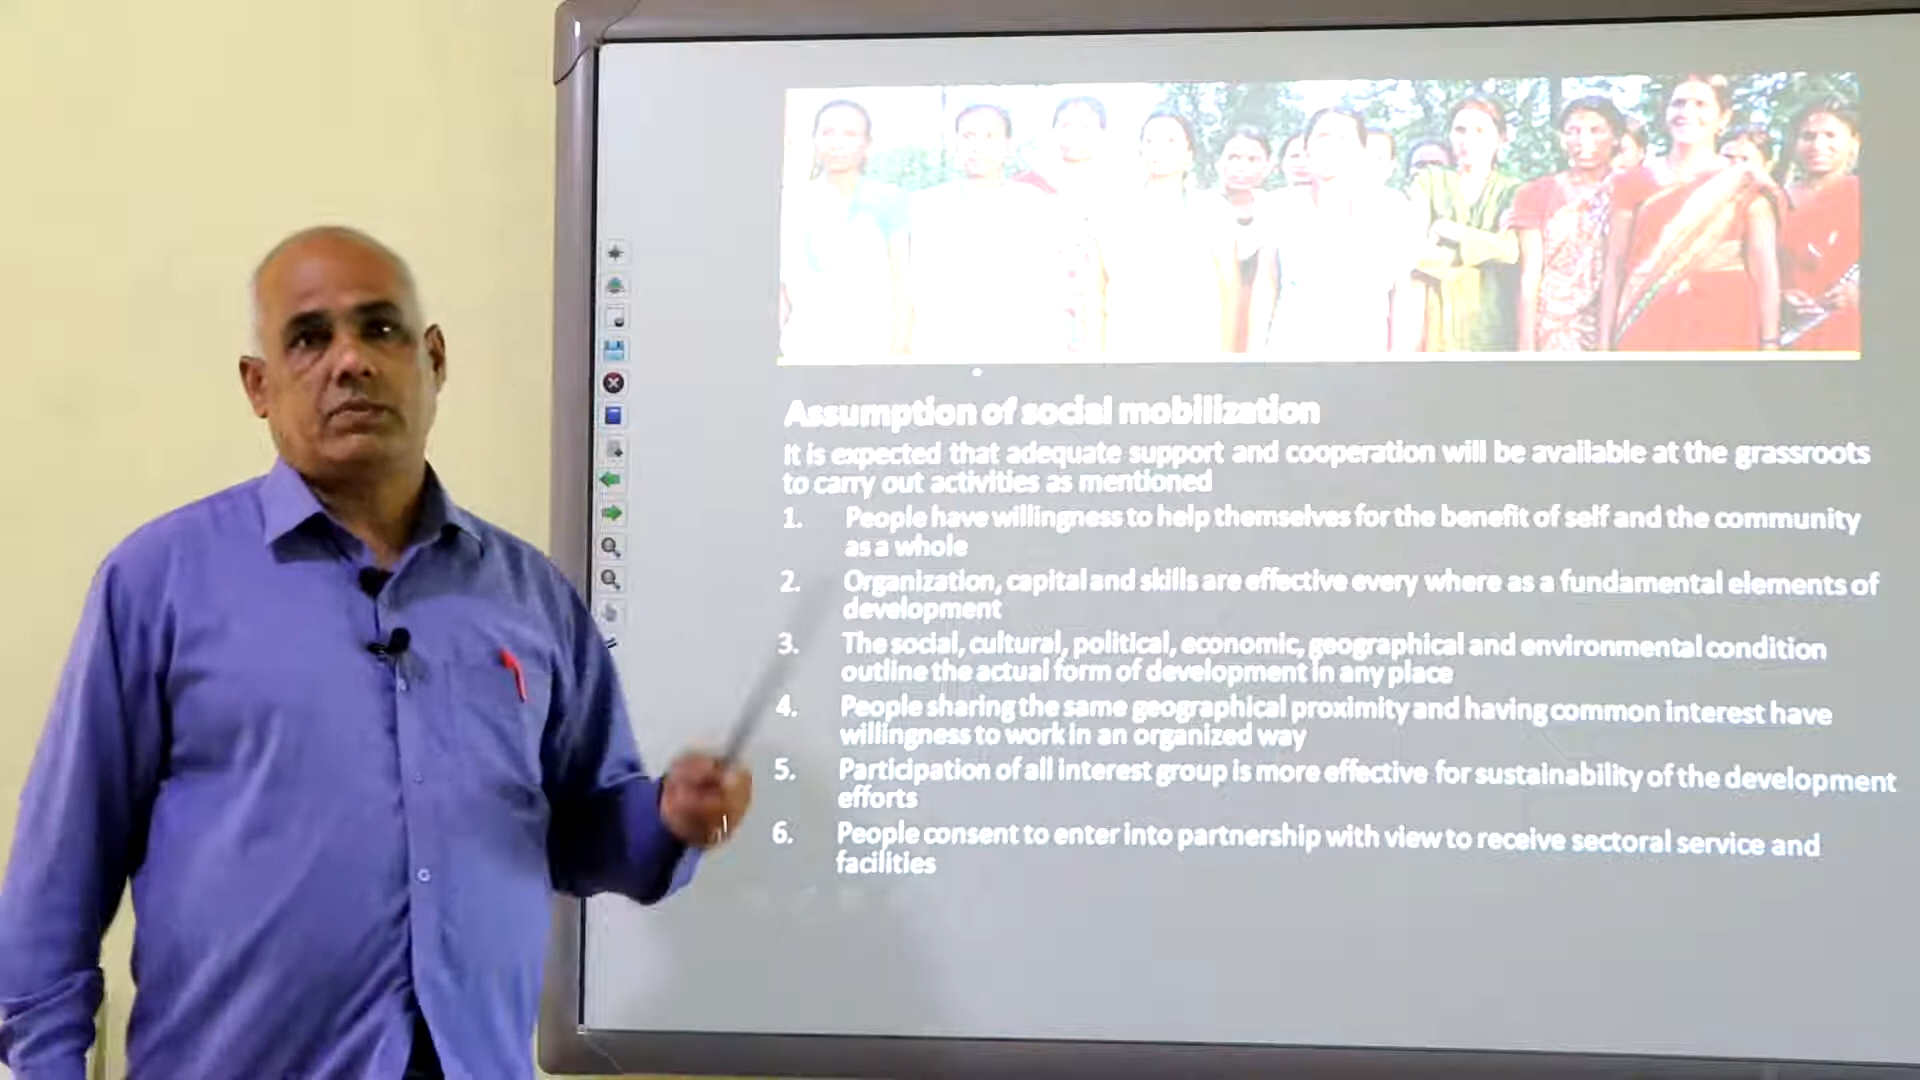 Assumption of social mobilization
It is expected that adequate support and cooperation will be available at the grassroots
to carry out activities as mentioned
1. People have willingness to help themselves for the benefit of self and the community
as a whole
2. Organization, capital and skills are effective every where as a fundamental elements of
development
3. The social, cultural, political, economic, geographical and environmental condition
outline the actual form of development in any place
4. People sharing the same geographical proximity and having common interest have
willingness to work in an organized way
5. Participation of all interest group is more effective for sustainability of the development
efforts
6. People consent to enter into partnership with view to receive sectoral service and
facilities